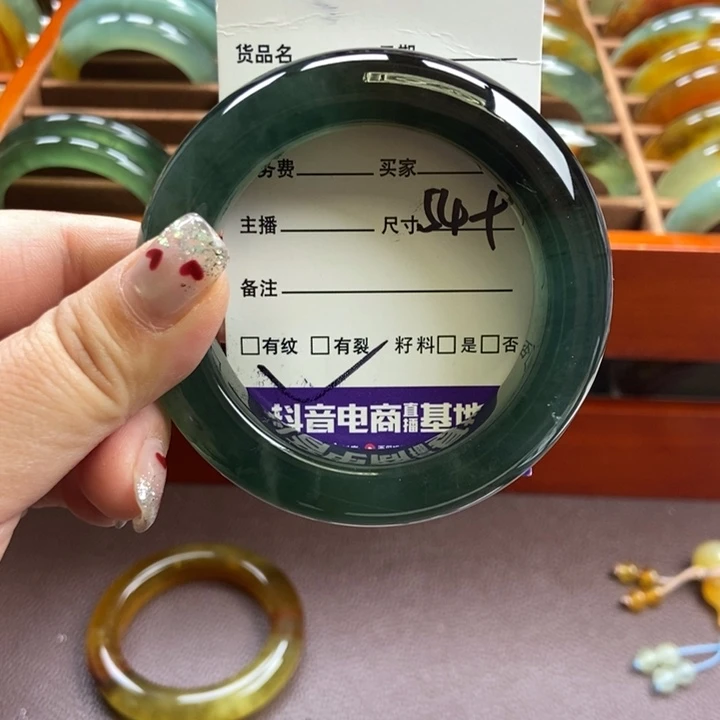 货品名
务费 买家
主播 尺寸 54+
备注
□有纹 □有裂 籽料□是□否
抖音电商直播基地